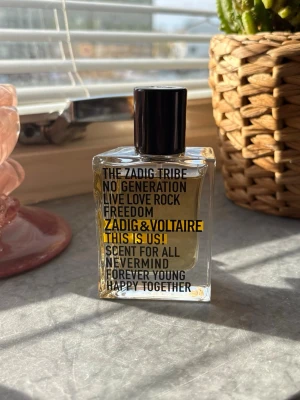 THE ZADIG TRIBE
NO GENERATION
LIVE LOVE ROCK
FREEDOM
ZADIG&VOLTAIRE
THIS IS US!
SCENT FOR ALL
NEVERMIND
FOREVER YOUNG
HAPPY TOGETHER